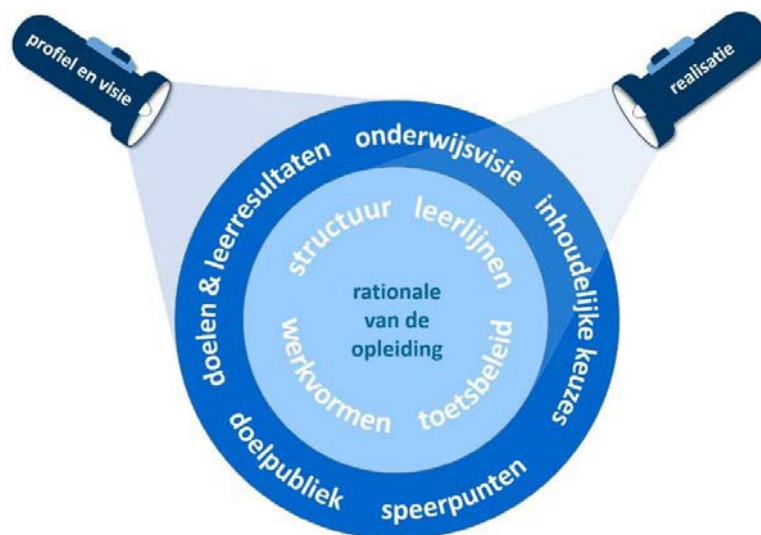 profiel en visie
realisatie
doelen & leerresultaten
onderwijsvisie
inhoudelijke keuzes
doelpubliek
speerpunten
structuur
leerlijnen
werkvormen
toetsbeleid
rationale
van de
opleiding